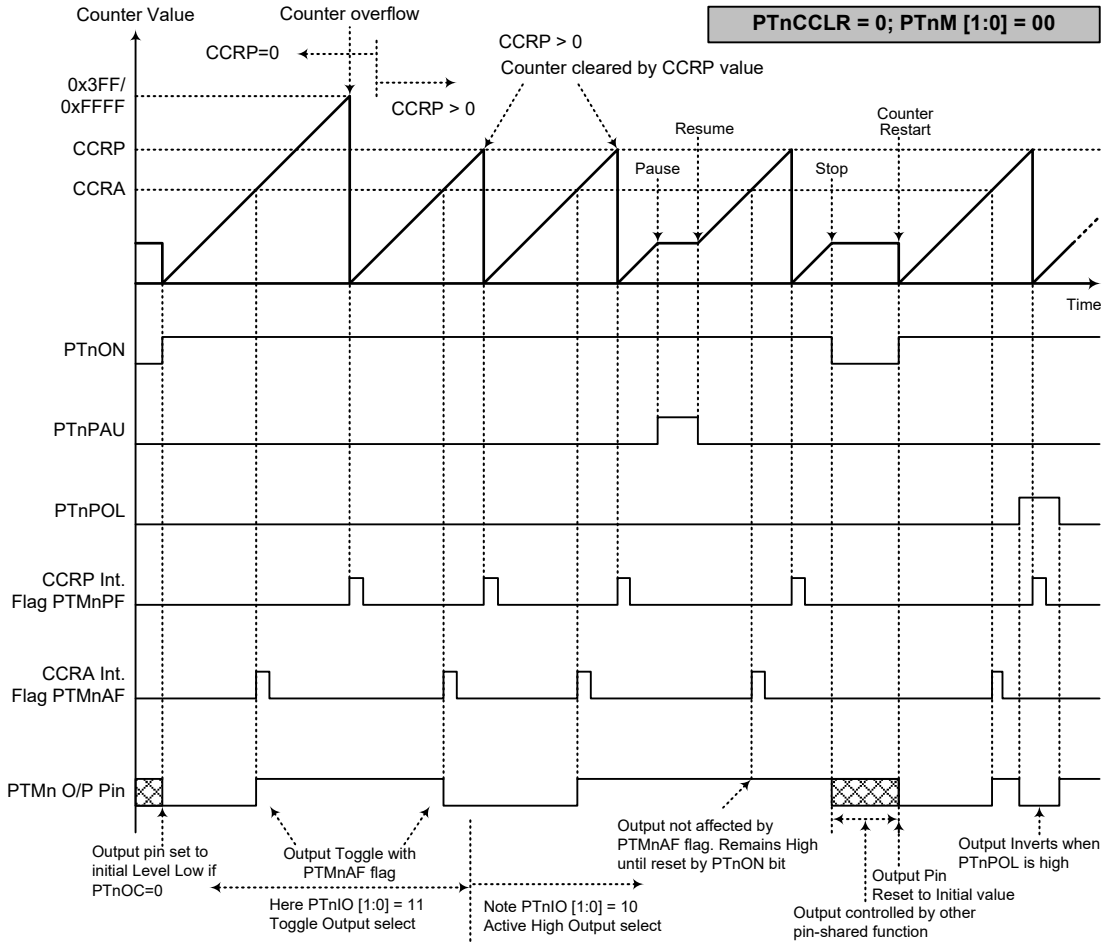 Counter Value
Counter overflow
PTnCCLR = 0; PTnM [1:0] = 00
CCRP=0
CCRP > 0
CCRP > 0
Counter cleared by CCRP value
0x3FF/
0xFFFF
CCRP
CCRA
Pause
Resume
Stop
Counter
Restart
Time
PTnON
PTnPAU
PTnPOL
CCRP Int.
Flag PTMnPF
CCRA Int.
Flag PTMnAF
PTMn O/P Pin
Output pin set to
initial Level Low if
PTnOC=0
Output Toggle with
PTMnAF flag
Here PTnIO [1:0] = 11
Toggle Output select
Note PTnIO [1:0] = 10
Active High Output select
Output not affected by
PTMnAF flag. Remains High
until reset by PTnON bit
Output Pin
Reset to Initial value
Output controlled by other
pin-shared function
Output Inverts when
PTnPOL is high